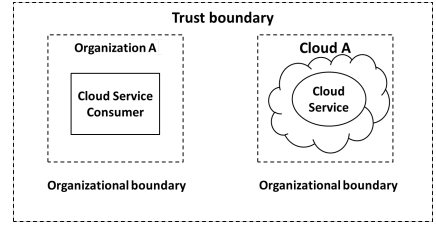 Trust boundary
Organization A
Cloud Service
Consumer
Organizational boundary
Cloud A
Cloud
Service
Organizational boundary